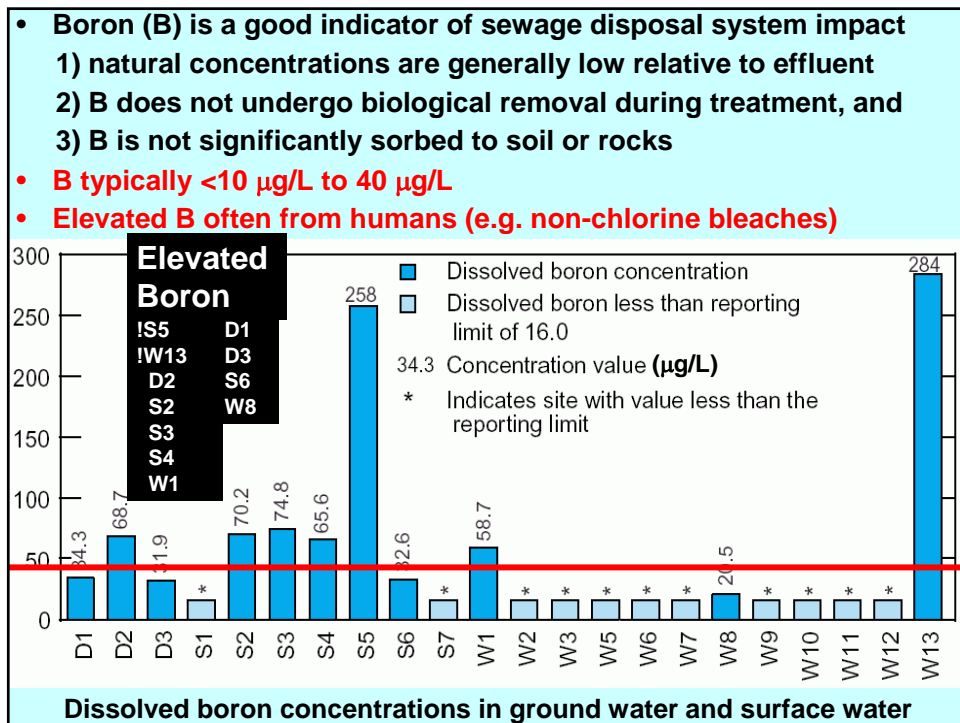 • Boron (B) is a good indicator of sewage disposal system impact
1) natural concentrations are generally low relative to effluent
2) B does not undergo biological removal during treatment, and
3) B is not significantly sorbed to soil or rocks
• B typically <10 μg/L to 40 μg/L
• Elevated B often from humans (e.g. non-chlorine bleaches)
Elevated
Boron
!S5 D1
!W13 D3
D2 S6
S2 W8
S3
S4
W1
Dissolved boron concentration
Dissolved boron less than reporting
limit of 16.0
34.3 Concentration value (μg/L)
* Indicates site with value less than the
reporting limit
300
250
200
150
100
50
0
34.3 68.7 31.9 * 70.2 74.8 65.6 258 32.6 * 58.7 * * * * * 20.5 * * * * 284
D1 D2 D3 S1 S2 S3 S4 S5 S6 S7 W1 W2 W3 W5 W6 W7 W8 W9 W10 W11 W12 W13
Dissolved boron concentrations in ground water and surface water